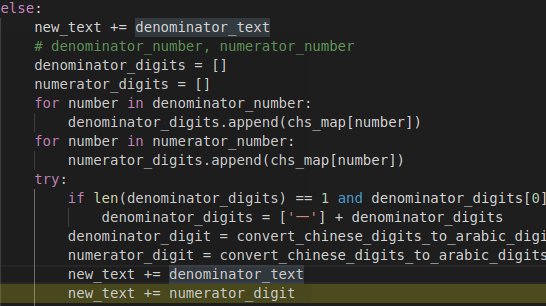 else:
new_text += denominator_text
# denominator_number, numerator_number
denominator_digits = []
numerator_digits = []
for number in denominator_number:
denominator_digits.append(chs_map[number])
for number in numerator_number:
numerator_digits.append(chs_map[number])
try:
if len(denominator_digits) == 1 and denominator_digits[0]
denominator_digits = ['一'] + denominator_digits
denominator_digit = convert_chinese_digits_to_arabic_digi
numerator_digit = convert_chinese_digits_to_arabic_digits
new_text += denominator_text
new_text += numerator_digit